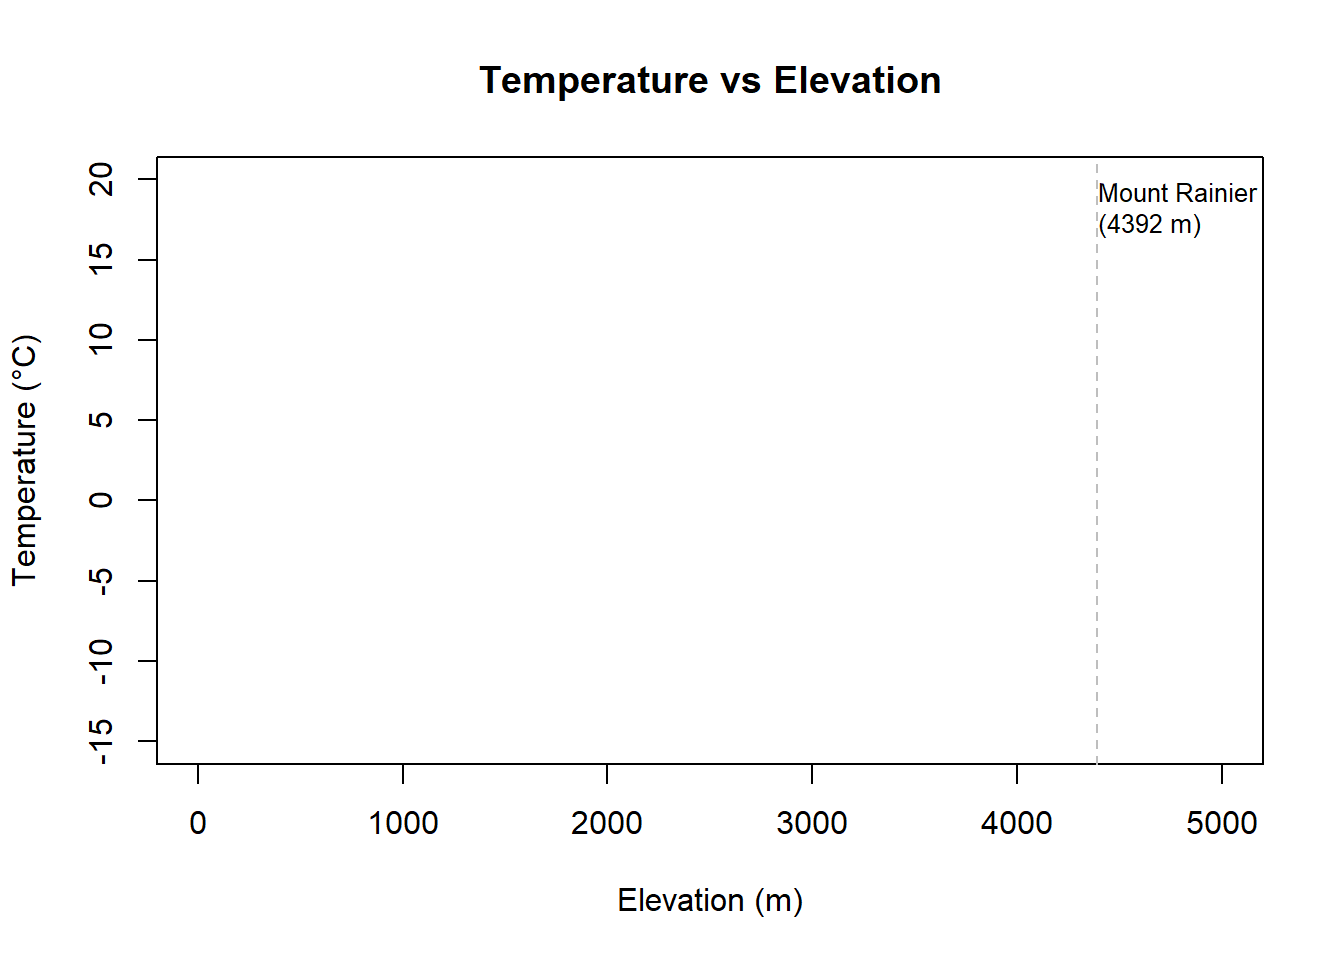 Temperature vs Elevation
Temperature (°C)
20
15
10
5
0
-5
-10
-15
Mount Rainier
(4392 m)
0 1000 2000 3000 4000 5000
Elevation (m)